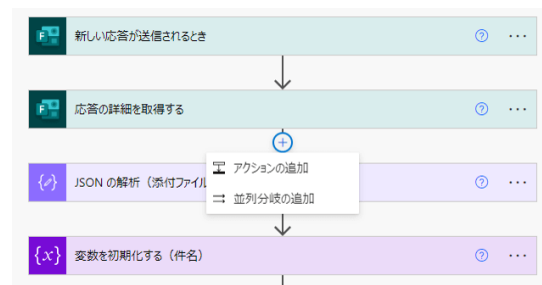 新しい応答が送信されるとき
応答の詳細を取得する
アクションの追加
JSON の解析（添付ファイル
並列分岐の追加
変数を初期化する（件名）